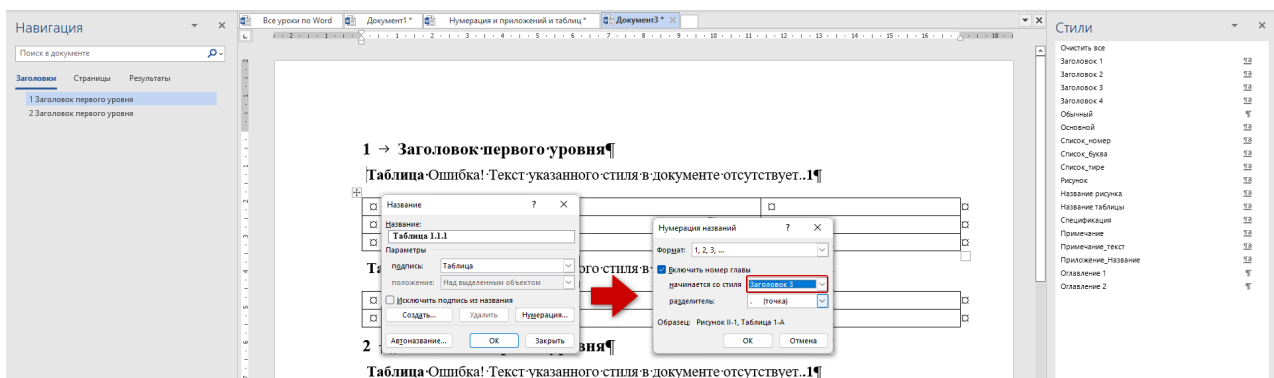 Навигация
Поиск в документе
Заголовки Страницы Результаты
1 Заголовок первого уровня
2 Заголовок первого уровня
Все уроки по Word Документ1* Нумерация и приложений и таблиц* Документ3*
1 → Заголовок·первого·уровня¶
Таблица·Ошибка!·Текст·указанного·стиля·в·документе·отсутствует..1¶
Название ? ×
Название:
Таблица 1.1.1
Параметры
подпись: Таблица
положение: Над выделенным объектом
Исключить подпись из названия
Создать... Удалить Нумерация...
Автоназвание... ОК Закрыть
Нумерация названий ? ×
Формат: 1, 2, 3, ...
Включить номер главы
начинается со стиля Заголовок 3
разделитель: . (точка)
Образец: Рисунок II-1, Таблица 1-A
ОК Отмена
Та ого·стиля·в
2 вня¶
Таблица·Ошибка!·Текст·указанного·стиля·в·документе·отсутствует..1¶
Стили
Очистить все
Заголовок 1
Заголовок 2
Заголовок 3
Заголовок 4
Обычный
Основной
Список_номер
Список_буква
Список_тире
Рисунок
Название рисунка
Название таблицы
Спецификация
Примечание
Примечание_текст
Приложение_Название
Оглавление 1
Оглавление 2